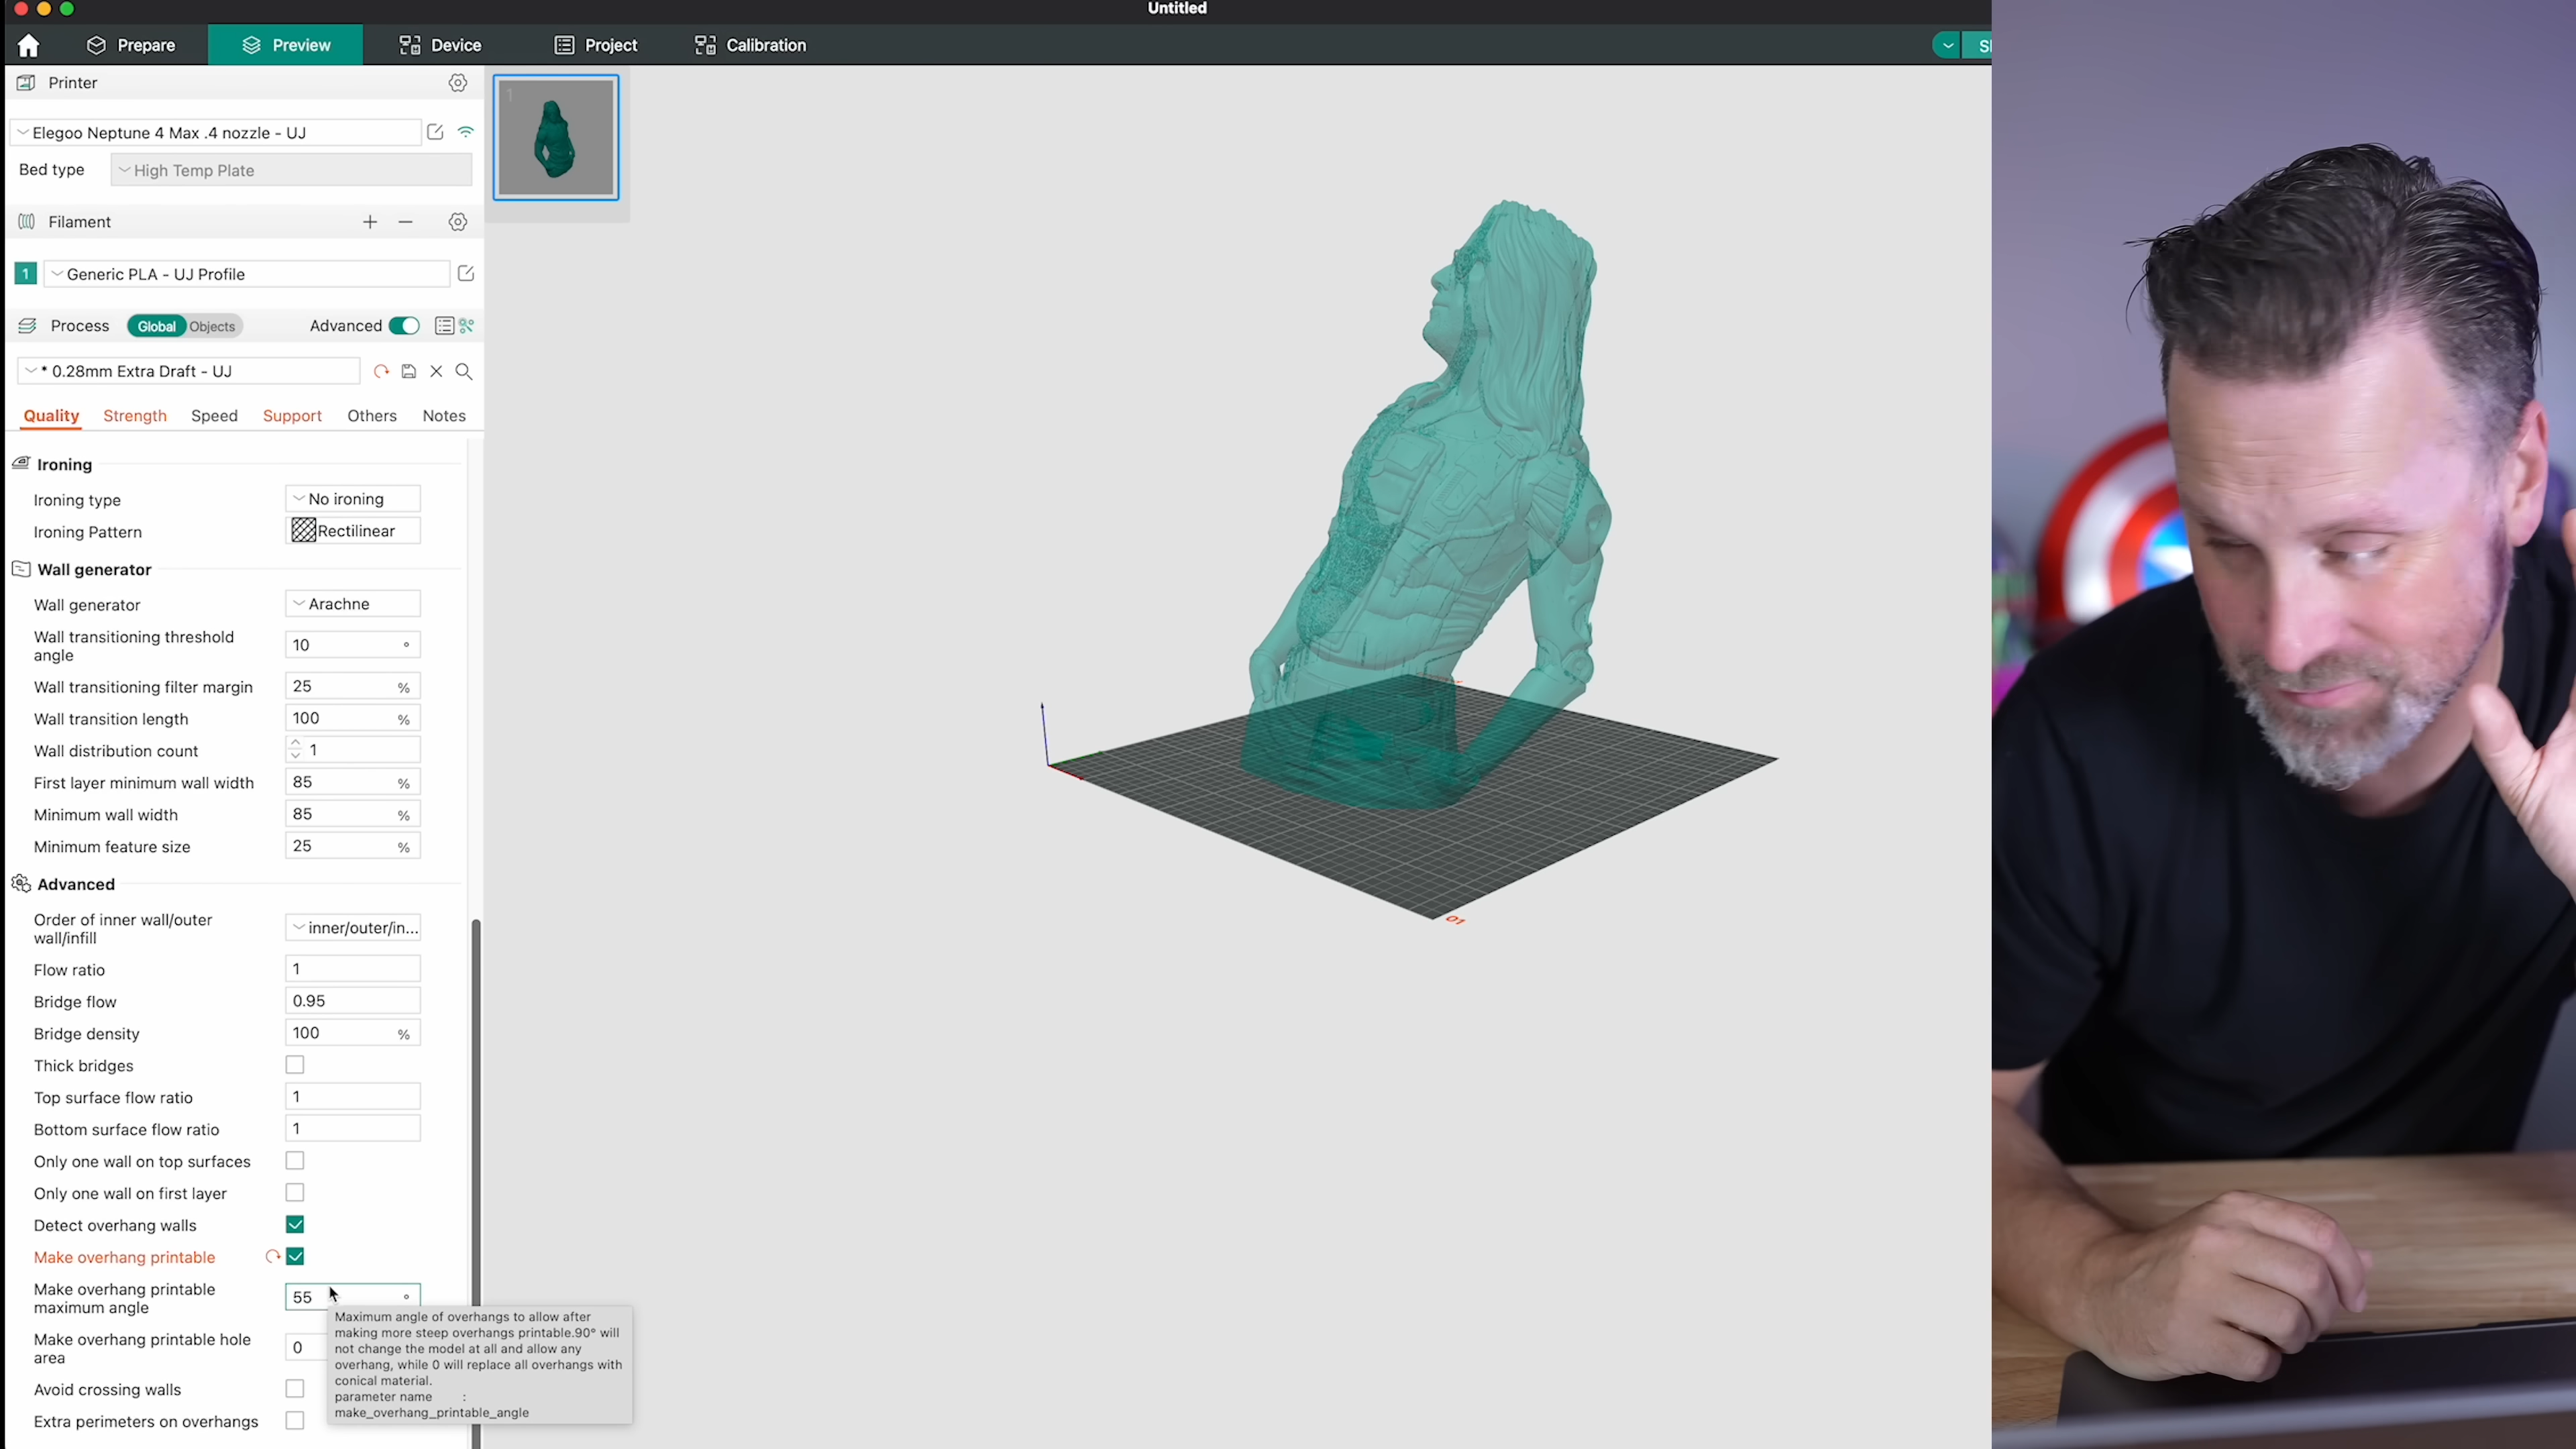 Untitled
Prepare
Preview
Device
Project
Calibration
Printer
Elegoo Neptune 4 Max .4 nozzle - UJ
Bed type
High Temp Plate
1
Filament
1
Generic PLA - UJ Profile
Process
Global
Objects
Advanced
* 0.28mm Extra Draft - UJ
Quality
Strength
Speed
Support
Others
Notes
Ironing
Ironing type
No ironing
Ironing Pattern
Rectilinear
Wall generator
Wall generator
Arachne
Wall transitioning threshold
angle
10 °
Wall transitioning filter margin
25 %
Wall transition length
100 %
Wall distribution count
1
First layer minimum wall width
85 %
Minimum wall width
85 %
Minimum feature size
25 %
Advanced
Order of inner wall/outer
wall/infill
inner/outer/in...
Flow ratio
1
Bridge flow
0.95
Bridge density
100 %
Thick bridges
Top surface flow ratio
1
Bottom surface flow ratio
1
Only one wall on top surfaces
Only one wall on first layer
Detect overhang walls
Make overhang printable
Make overhang printable
maximum angle
55 °
Make overhang printable hole
area
0
Avoid crossing walls
Extra perimeters on overhangs
Maximum angle of overhangs to allow after
making more steep overhangs printable.90° will
not change the model at all and allow any
overhang, while 0 will replace all overhangs with
conical material.
parameter name :
make_overhang_printable_angle
01